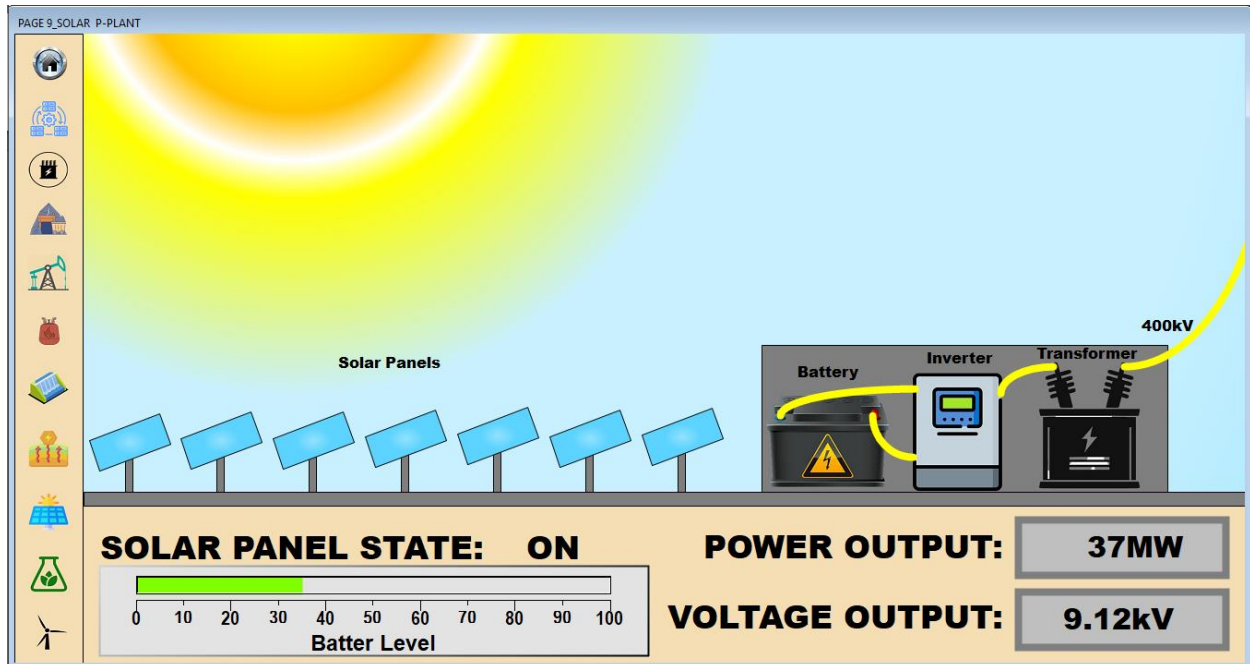 PAGE 9_SOLAR P-PLANT
400kV
Solar Panels
Battery
Inverter
Transformer
SOLAR PANEL STATE: ON
0 10 20 30 40 50 60 70 80 90 100
Batter Level
POWER OUTPUT: 37MW
VOLTAGE OUTPUT: 9.12kV